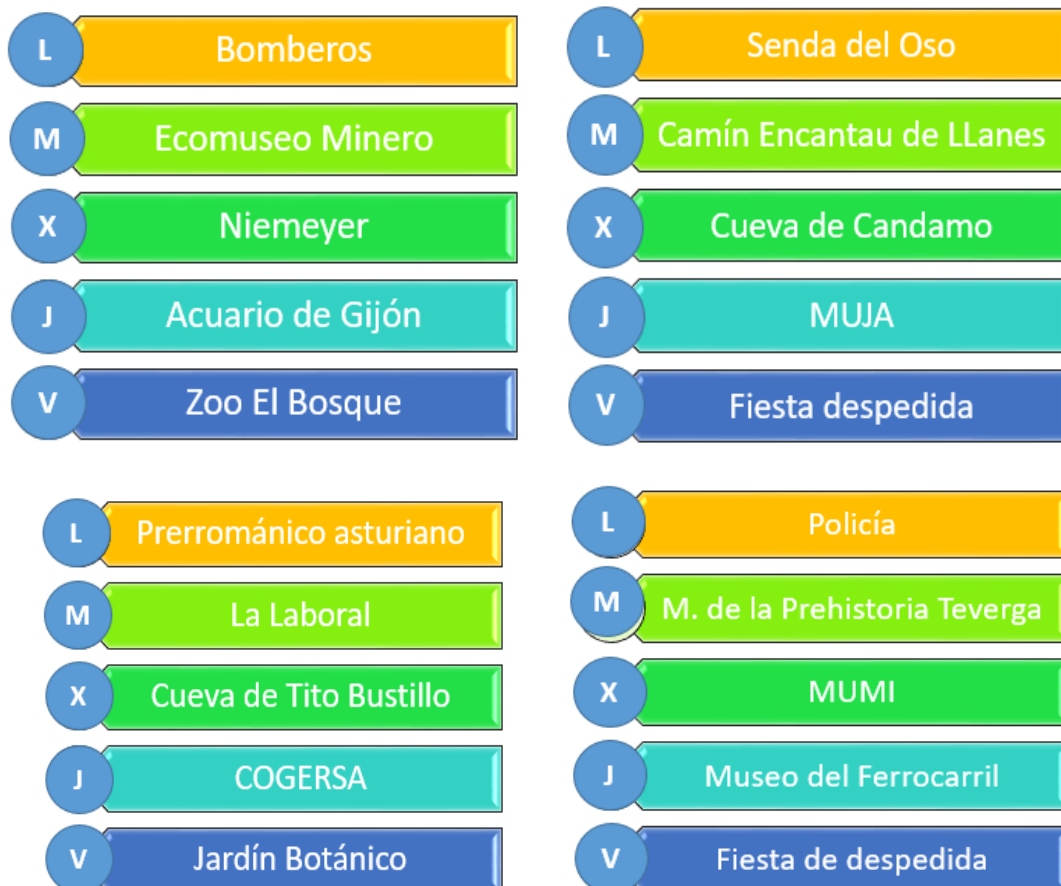 L Bomberos
M Ecomuseo Minero
X Niemeyer
J Acuario de Gijón
V Zoo El Bosque
L Senda del Oso
M Camín Encantau de LLanes
X Cueva de Candamo
J MUJA
V Fiesta despedida
L Prerrománico asturiano
M La Laboral
X Cueva de Tito Bustillo
J COGERSA
V Jardín Botánico
L Policía
M M. de la Prehistoria Teverga
X MUMI
J Museo del Ferrocarril
V Fiesta de despedida